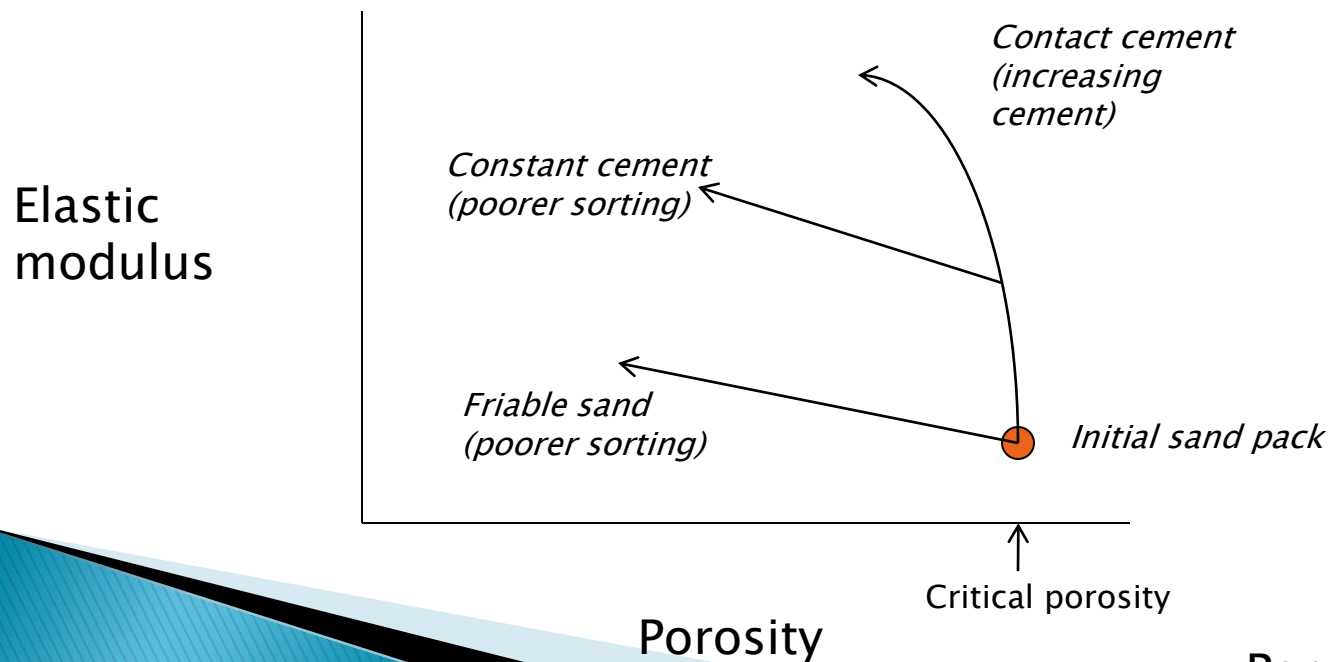 Contact cement
(increasing
cement)
Constant cement
(poorer sorting)
Elastic
modulus
Friable sand
(poorer sorting)
Initial sand pack
Critical porosity
Porosity